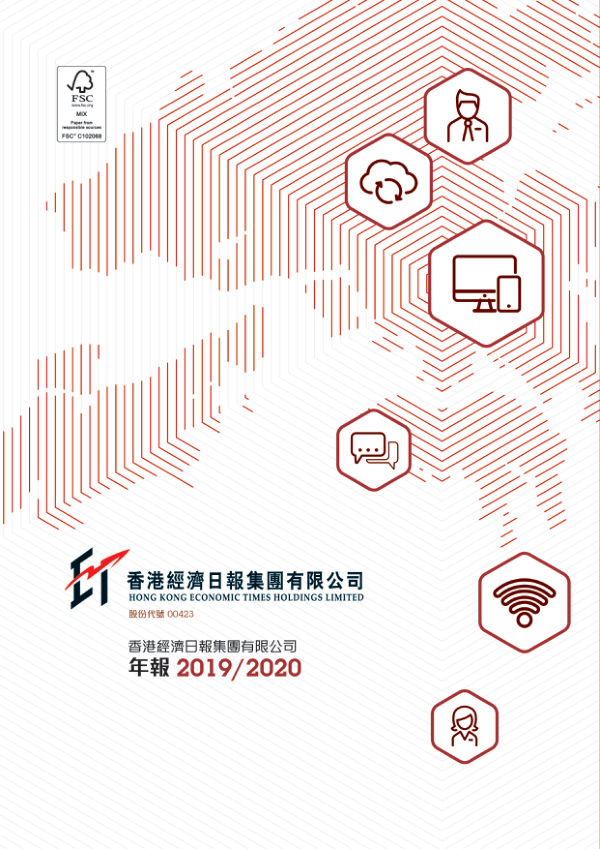 FSC
www.fsc.org
MIX
Paper from
responsible sources
FSC® C102068
香港經濟日報集團有限公司
HONG KONG ECONOMIC TIMES HOLDINGS LIMITED
股份代號 00423
香港經濟日報集團有限公司
年報 2019/2020